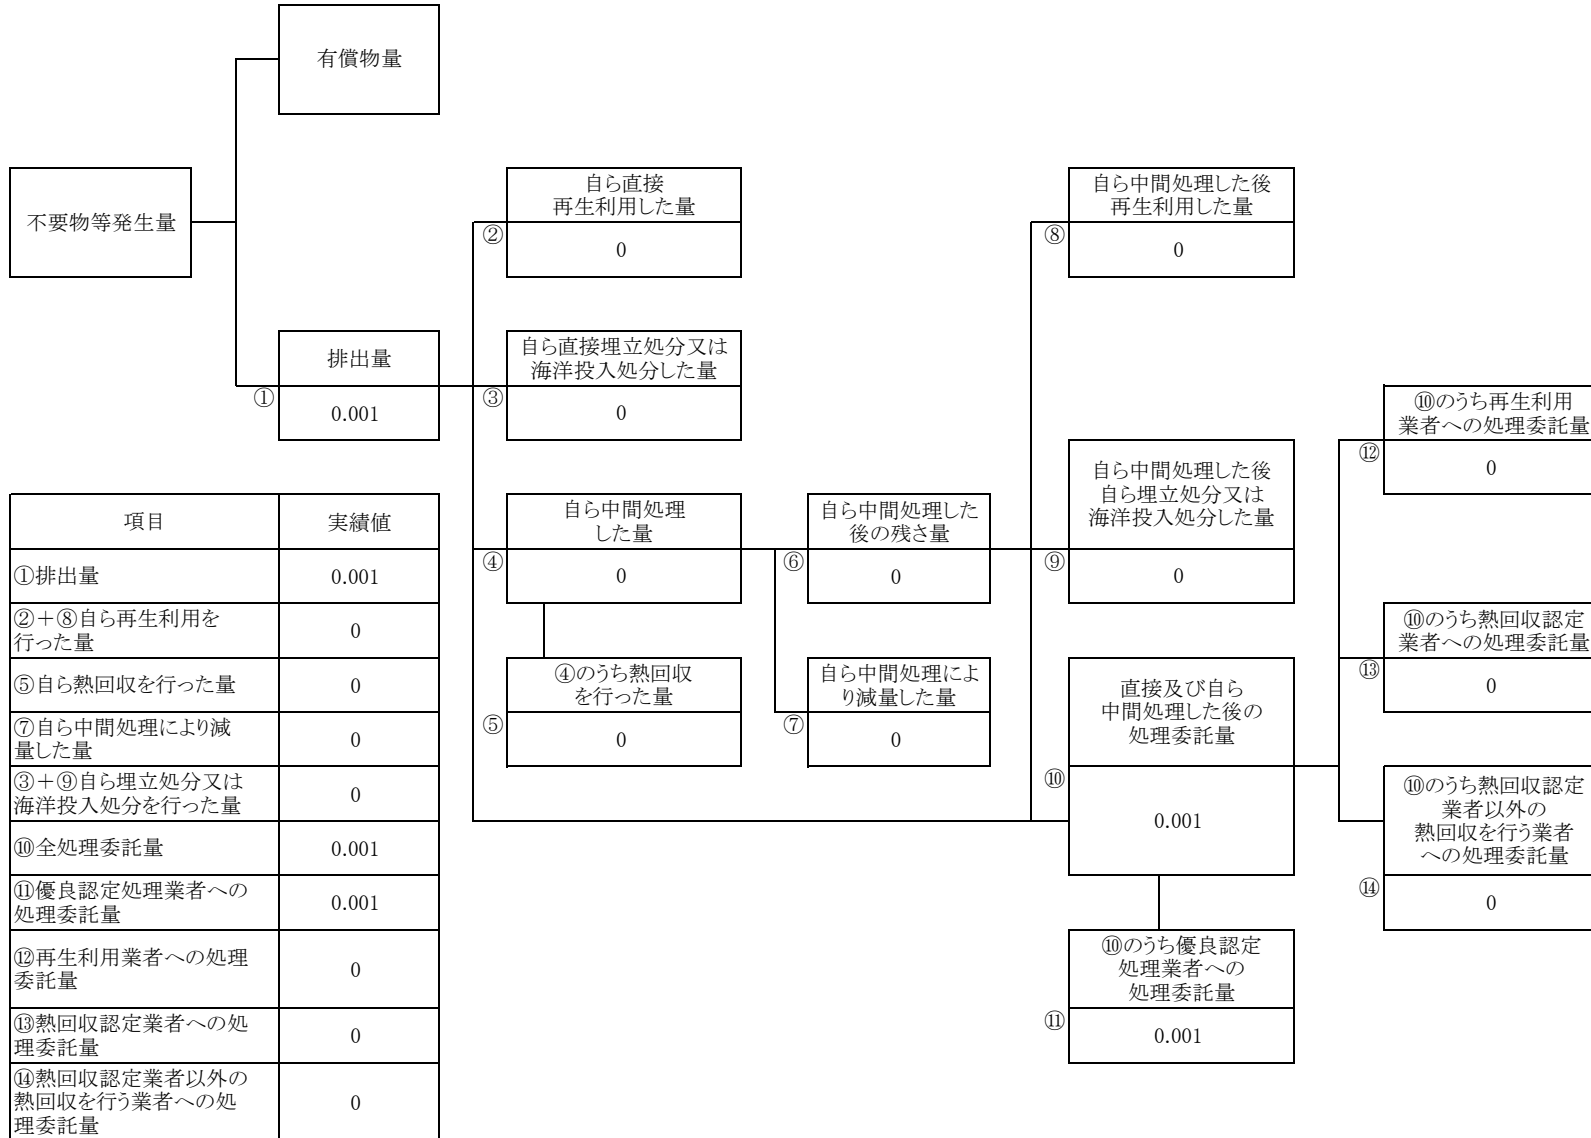 有償物量
不要物等発生量
自ら直接
再生利用した量
②
0
自ら中間処理した後
再生利用した量
⑧
0
排出量
①
0.001
自ら直接埋立処分又は
海洋投入処分した量
③
0
⑩のうち再生利用
業者への処理委託量
⑫
0
自ら中間処理
した量
④
0
自ら中間処理した
後の残さ量
⑥
0
自ら中間処理した後
自ら埋立処分又は
海洋投入処分した量
⑨
0
⑩のうち熱回収認定
業者への処理委託量
⑬
0
④のうち熱回収
を行った量
⑤
0
自ら中間処理によ
り減量した量
⑦
0
直接及び自ら
中間処理した後の
処理委託量
⑩
0.001
⑩のうち熱回収認定
業者以外の
熱回収を行う業者
への処理委託量
⑭
0
⑩のうち優良認定
処理業者への
処理委託量
⑪
0.001
項目 実績値
①排出量 0.001
②+⑧自ら再生利用を
行った量
0
⑤自ら熱回収を行った量 0
⑦自ら中間処理により減
量した量
0
③+⑨自ら埋立処分又は
海洋投入処分を行った量
0
⑩全処理委託量 0.001
⑪優良認定処理業者への
処理委託量
0.001
⑫再生利用業者への処理
委託量
0
⑬熱回収認定業者への処
理委託量
0
⑭熱回収認定業者以外の
熱回収を行う業者への処
理委託量
0